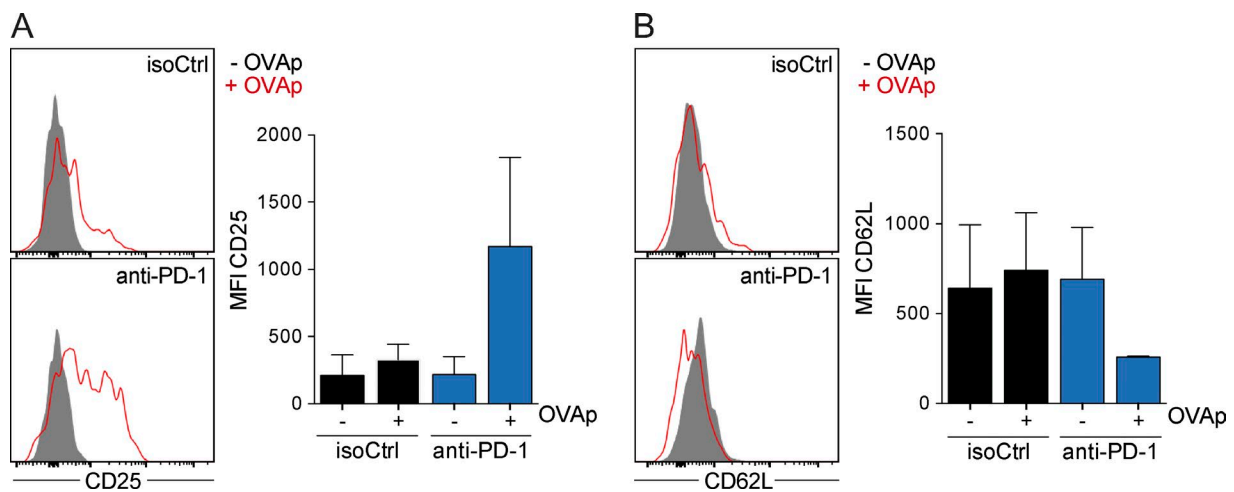 A
isoCtrl
- OVAp
+ OVAp
anti-PD-1
CD25
MFI CD25
2000
1500
1000
500
0
- + - + OVAp
isoCtrl anti-PD-1
B
isoCtrl
- OVAp
+ OVAp
anti-PD-1
CD62L
MFI CD62L
1500
1000
500
0
- + - + OVAp
isoCtrl anti-PD-1